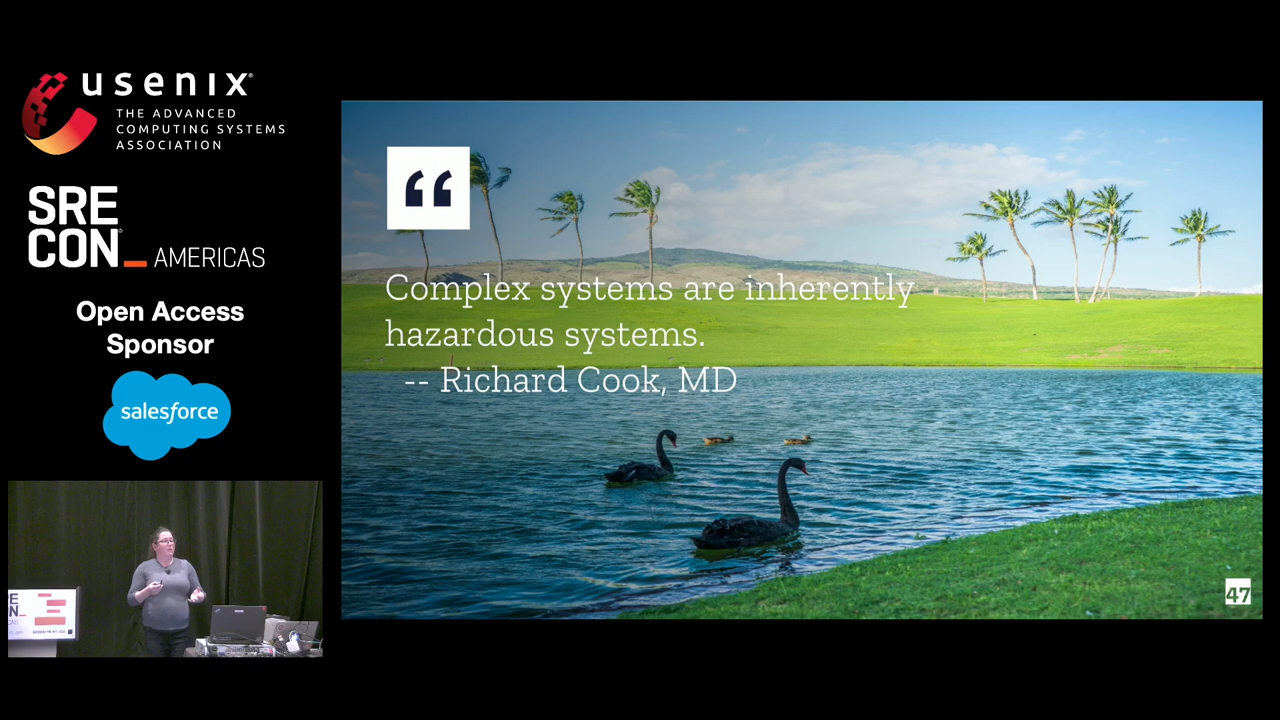 usenix
THE ADVANCED
COMPUTING SYSTEMS
ASSOCIATION
SRE
CON_ AMERICAS
Open Access
Sponsor
salesforce
“
Complex systems are inherently
hazardous systems.
-- Richard Cook, MD
47